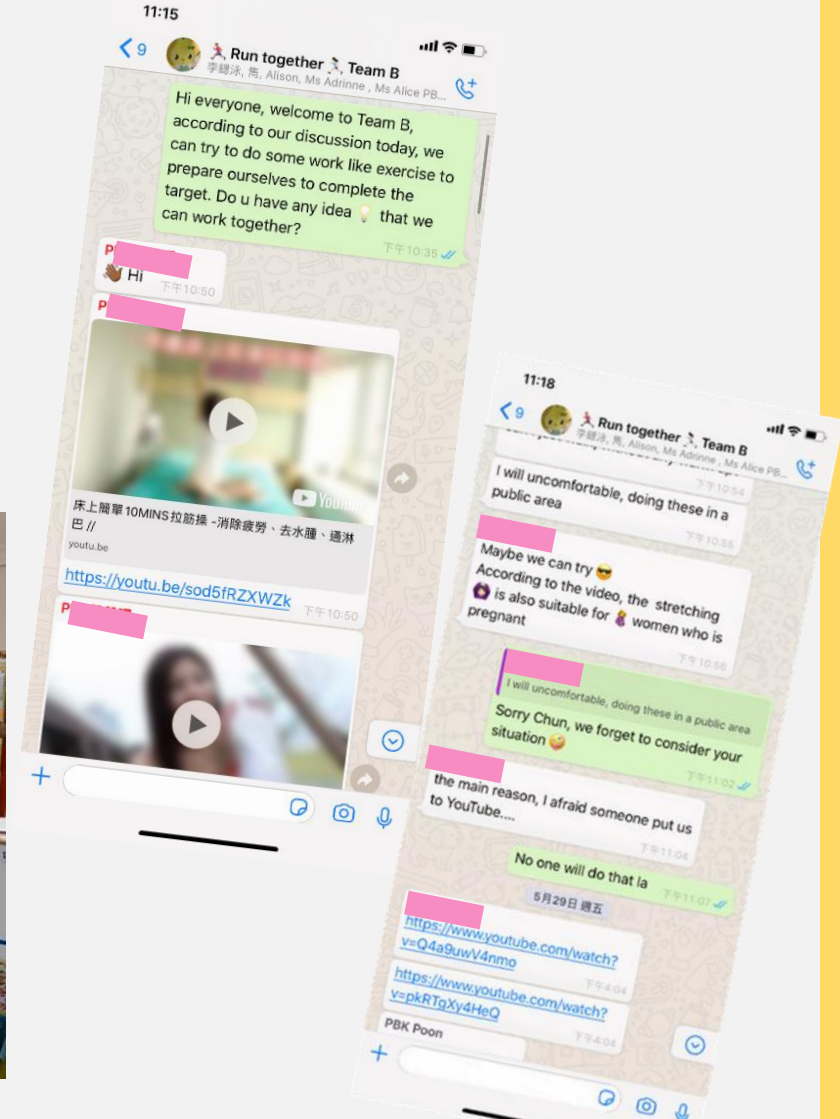 11:15
9
🏃🏻‍♀️ Run together 🏃🏻 Team B
李鎴泳, 雋, Alison, Ms Adrinne , Ms Alice PB...
Hi everyone, welcome to Team B,
according to our discussion today, we
can try to do some work like exercise to
prepare ourselves to complete the
target. Do u have any idea 💡 that we
can work together?
下午10:35
P
👋🏾 Hi
下午10:50
P
YouTube
床上簡單10MINS拉筋操 -消除疲勞、去水腫、通淋
巴 //
youtu.be
https://youtu.be/sod5fRZXWZk
下午10:50
P
11:18
9
🏃🏻‍♀️ Run together 🏃🏻 Team B
Alison, Ms Adrinne , Ms Alice PB...
下午10:54
I will uncomfortable, doing these in a
public area
下午10:55
Maybe we can try 😎
According to the video, the stretching
🙆🏾‍♀️ is also suitable for 🤰🏾 women who is
pregnant
下午10:56
I will uncomfortable, doing these in a public area
Sorry Chun, we forget to consider your
situation 🤪
下午11:02
the main reason, I afraid someone put us
to YouTube....
下午11:04
No one will do that la
下午11:07
5月29日 週五
https://www.youtube.com/watch?
v=Q4a9uwV4nmo
下午4:04
https://www.youtube.com/watch?
v=pkRTgXy4HeQ
下午4:04
PBK Poon